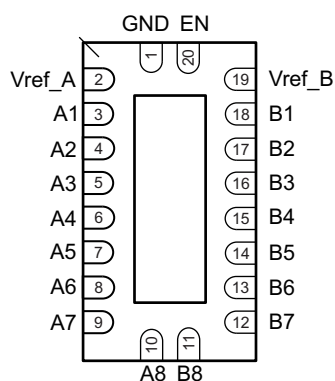 GND EN
1 20
Vref_A 2 19 Vref_B
A1 3 18 B1
A2 4 17 B2
A3 5 16 B3
A4 6 15 B4
A5 7 14 B5
A6 8 13 B6
A7 9 12 B7
10 11
A8 B8